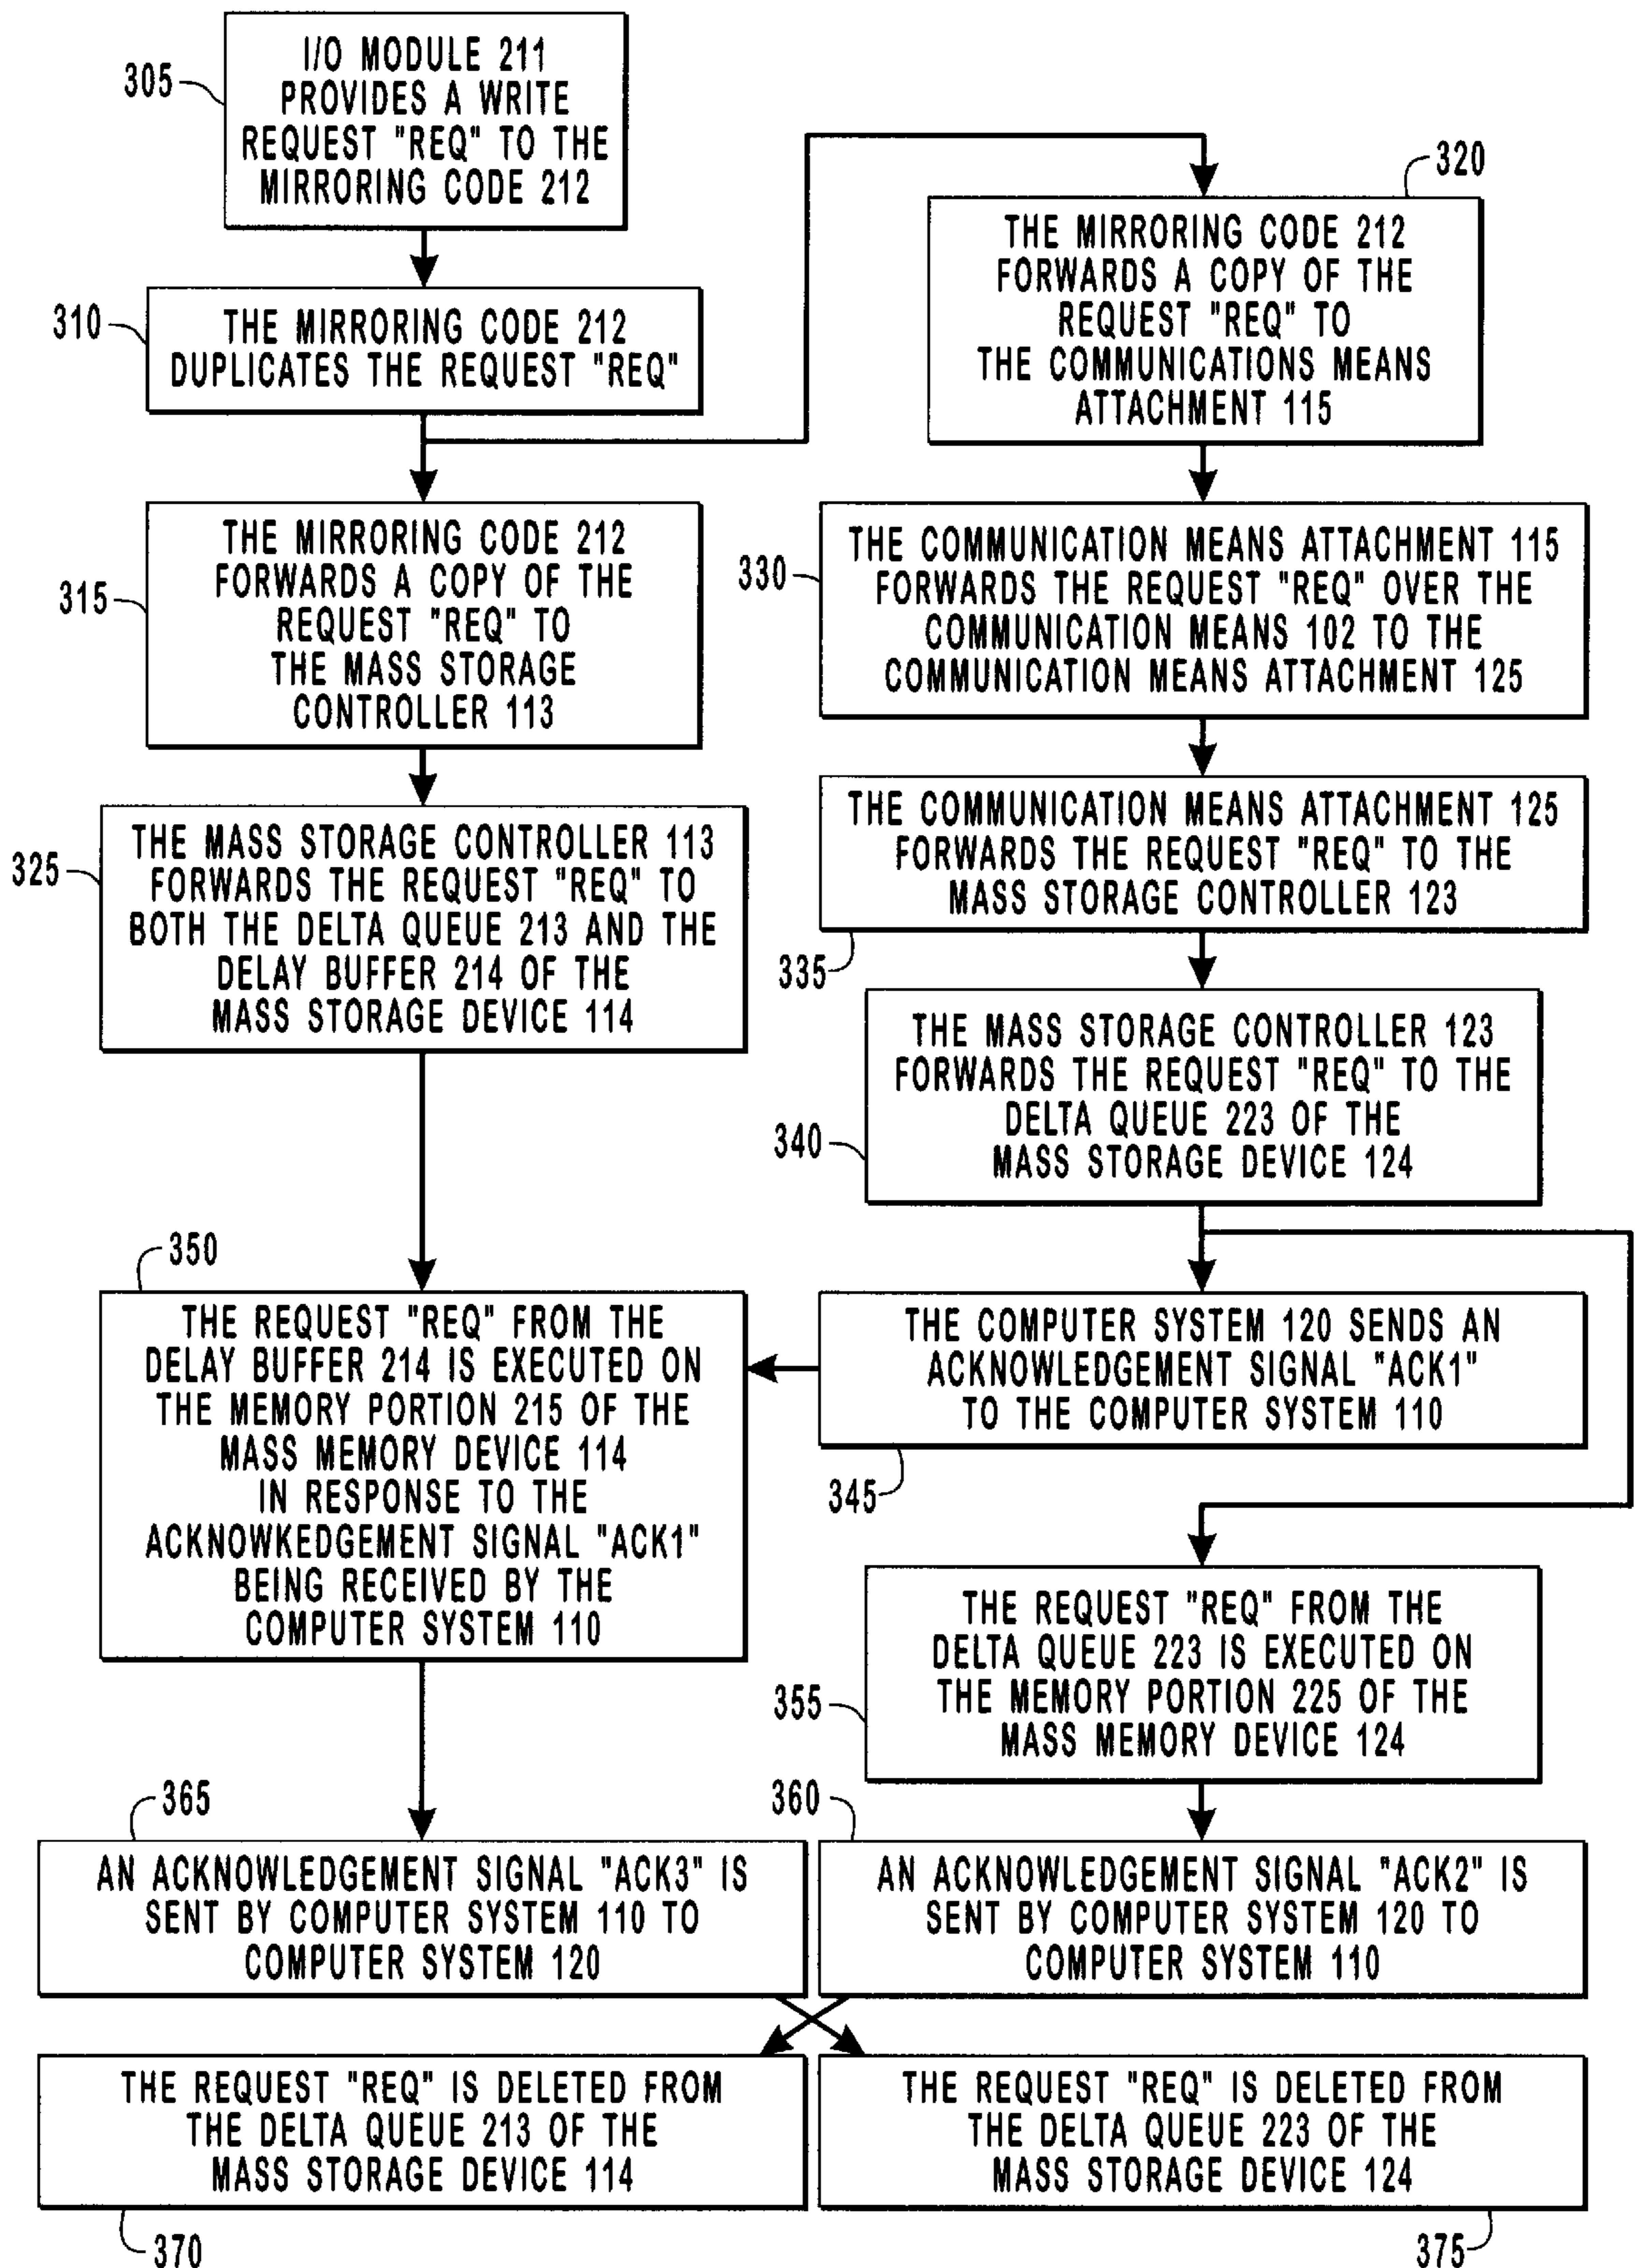 305
I/O MODULE 211
PROVIDES A WRITE
REQUEST "REQ" TO THE
MIRRORING CODE 212
310
THE MIRRORING CODE 212
DUPLICATES THE REQUEST "REQ"
320
THE MIRRORING CODE 212
FORWARDS A COPY OF THE
REQUEST "REQ" TO
THE COMMUNICATIONS MEANS
ATTACHMENT 115
315
THE MIRRORING CODE 212
FORWARDS A COPY OF THE
REQUEST "REQ" TO
THE MASS STORAGE
CONTROLLER 113
330
THE COMMUNICATION MEANS ATTACHMENT 115
FORWARDS THE REQUEST "REQ" OVER THE
COMMUNICATION MEANS 102 TO THE
COMMUNICATION MEANS ATTACHMENT 125
325
THE MASS STORAGE CONTROLLER 113
FORWARDS THE REQUEST "REQ" TO
BOTH THE DELTA QUEUE 213 AND THE
DELAY BUFFER 214 OF THE
MASS STORAGE DEVICE 114
THE COMMUNICATION MEANS ATTACHMENT 125
FORWARDS THE REQUEST "REQ" TO THE
MASS STORAGE CONTROLLER 123
335
THE MASS STORAGE CONTROLLER 123
FORWARDS THE REQUEST "REQ" TO THE
DELTA QUEUE 223 OF THE
MASS STORAGE DEVICE 124
340
350
THE REQUEST "REQ" FROM THE
DELAY BUFFER 214 IS EXECUTED ON
THE MEMORY PORTION 215 OF THE
MASS MEMORY DEVICE 114
IN RESPONSE TO THE
ACKNOWKEDGEMENT SIGNAL "ACK1"
BEING RECEIVED BY THE
COMPUTER SYSTEM 110
THE COMPUTER SYSTEM 120 SENDS AN
ACKNOWLEDGEMENT SIGNAL "ACK1"
TO THE COMPUTER SYSTEM 110
345
THE REQUEST "REQ" FROM THE
DELTA QUEUE 223 IS EXECUTED ON
THE MEMORY PORTION 225 OF THE
MASS MEMORY DEVICE 124
355
365
AN ACKNOWLEDGEMENT SIGNAL "ACK3" IS
SENT BY COMPUTER SYSTEM 110 TO
COMPUTER SYSTEM 120
360
AN ACKNOWLEDGEMENT SIGNAL "ACK2" IS
SENT BY COMPUTER SYSTEM 120 TO
COMPUTER SYSTEM 110
THE REQUEST "REQ" IS DELETED FROM
THE DELTA QUEUE 213 OF THE
MASS STORAGE DEVICE 114
370
THE REQUEST "REQ" IS DELETED FROM
THE DELTA QUEUE 223 OF THE
MASS STORAGE DEVICE 124
375